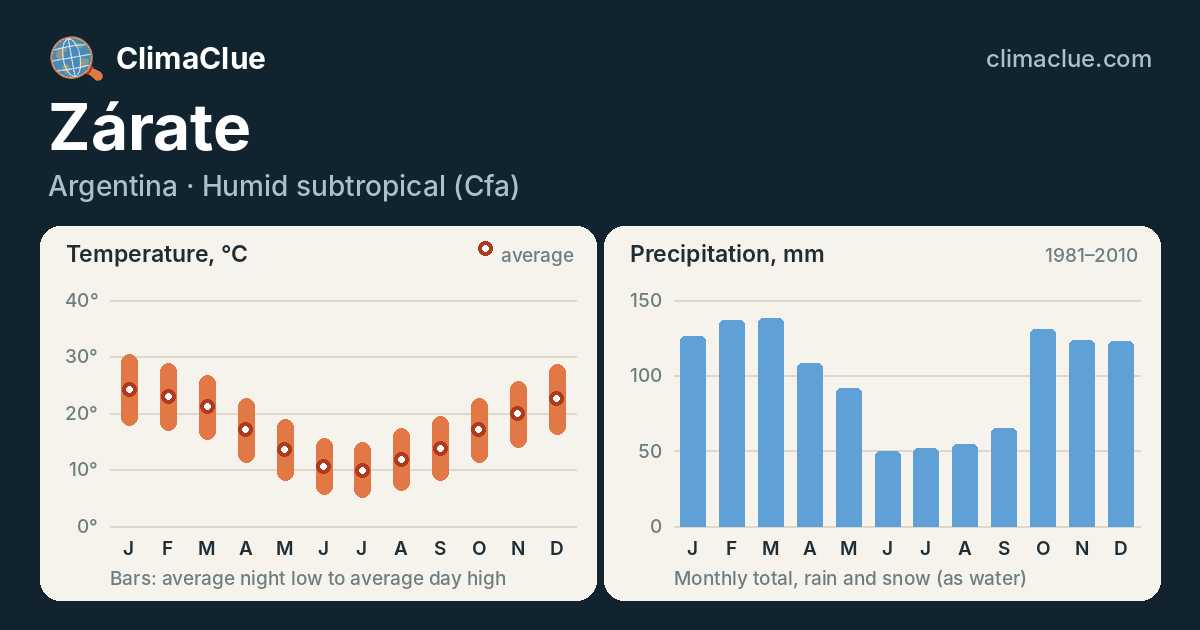 ClimaClue
climaclue.com
Zárate
Argentina · Humid subtropical (Cfa)
Temperature, °C
average
40°
30°
20°
10°
0°
J F M A M J J A S O N D
Bars: average night low to average day high
Precipitation, mm
1981–2010
150
100
50
0
J F M A M J J A S O N D
Monthly total, rain and snow (as water)